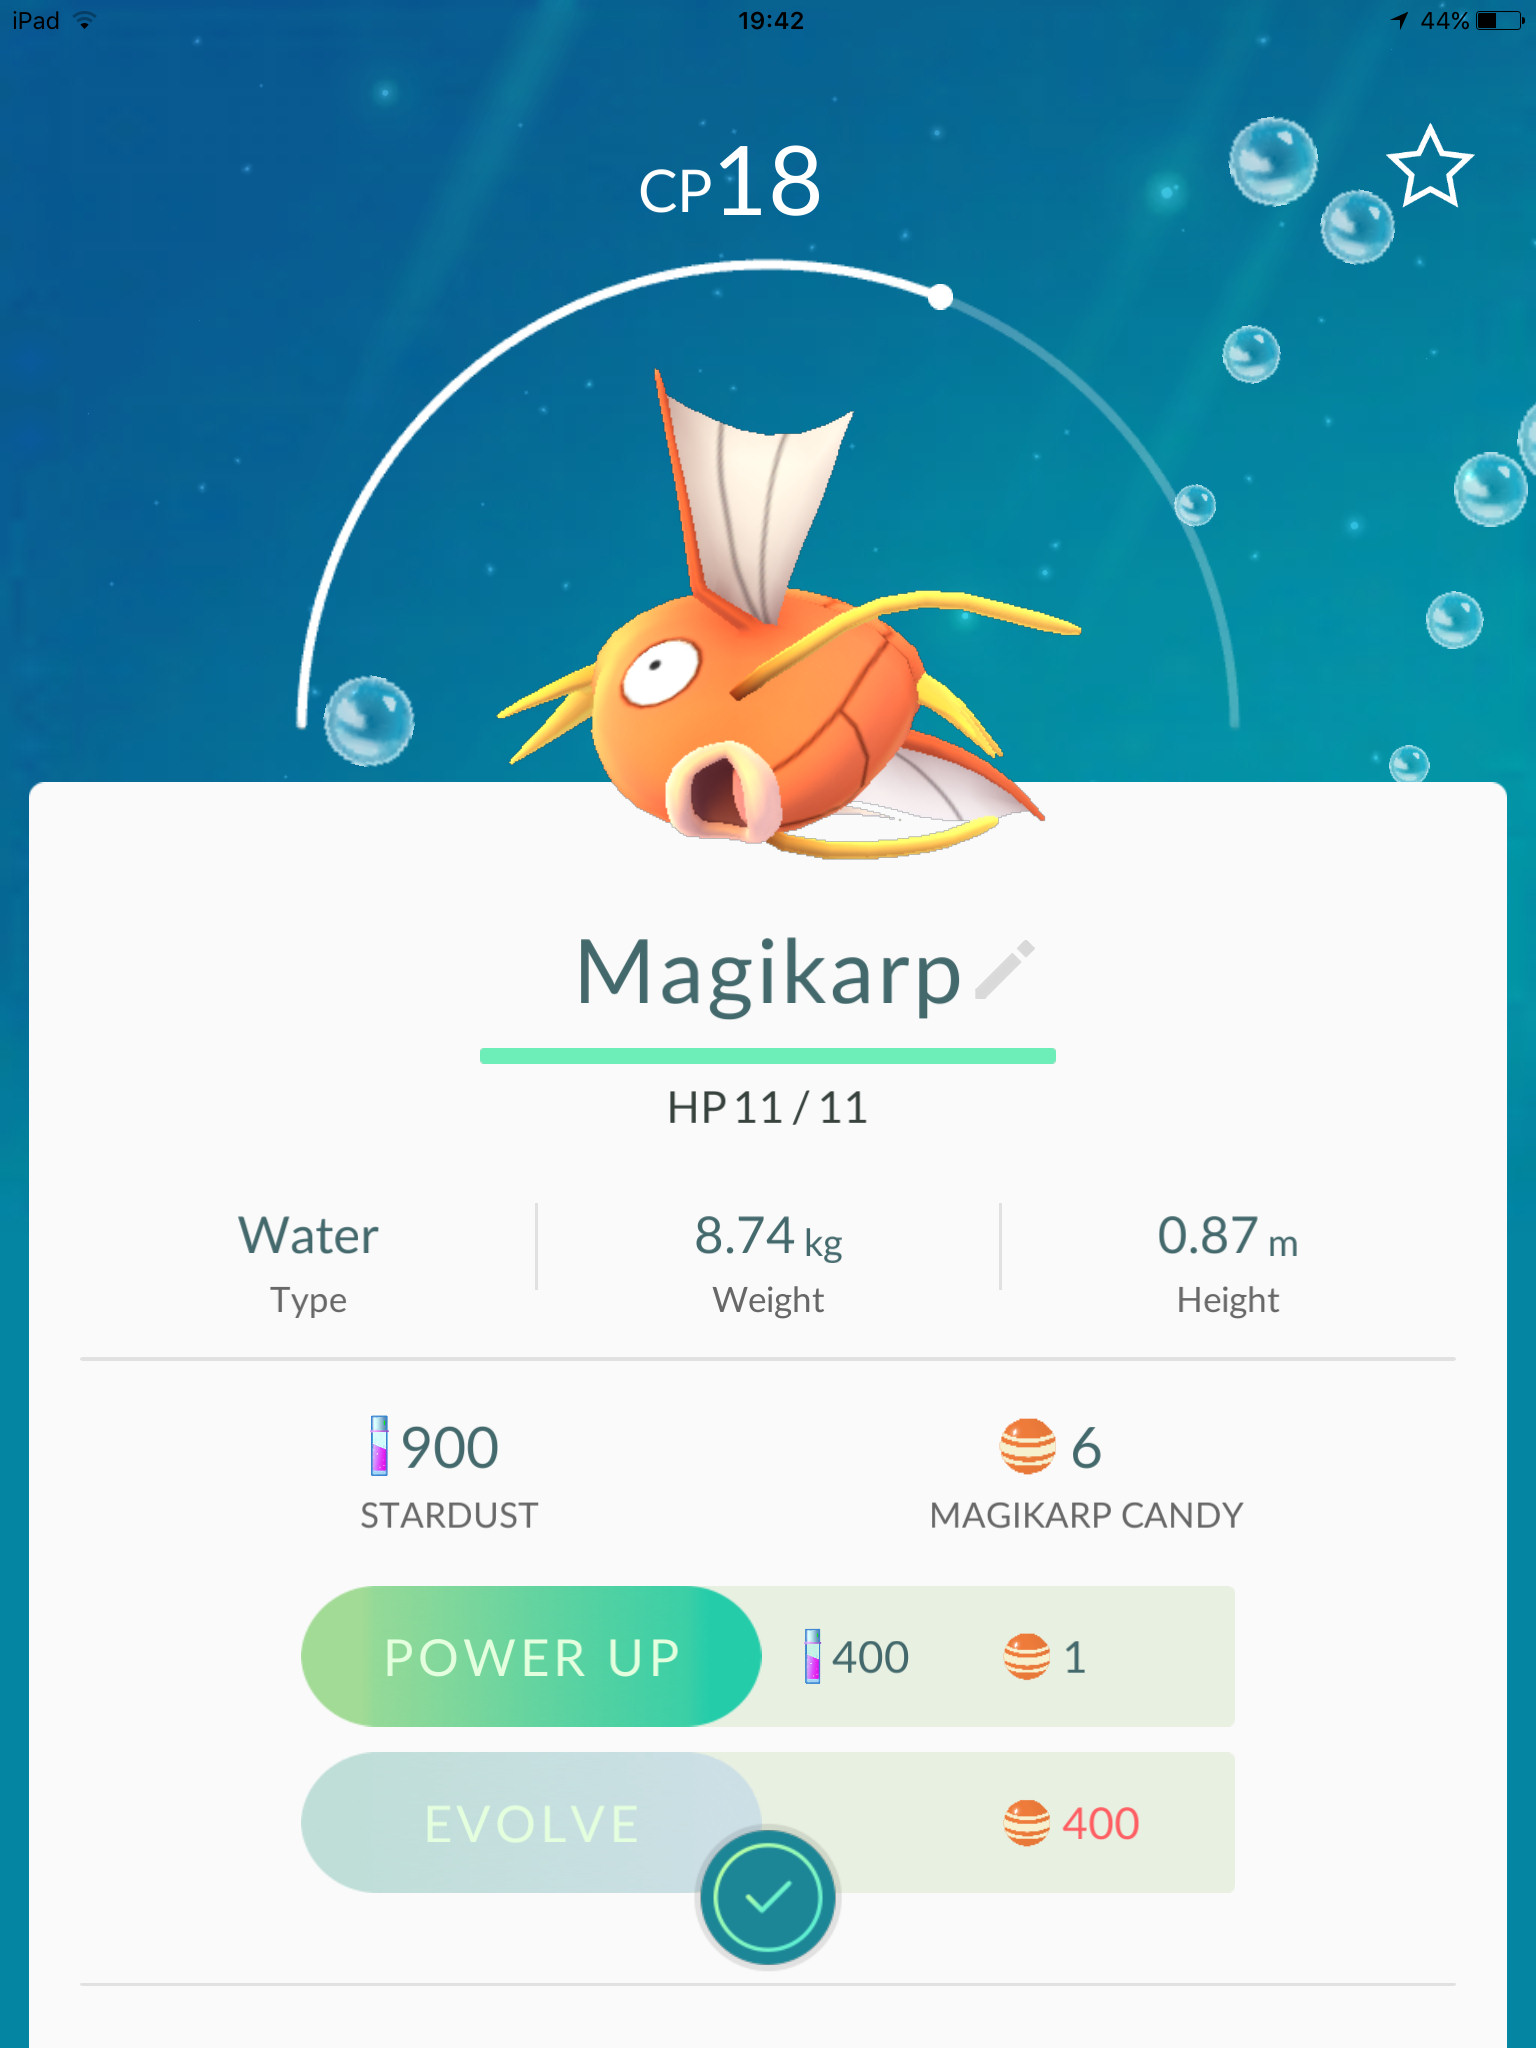 iPad 19:42 44%
CP18
Magikarp
HP 11 / 11
Water 8.74 kg 0.87 m
Type Weight Height
900 6
STARDUST MAGIKARP CANDY
POWER UP 400 1
EVOLVE 400